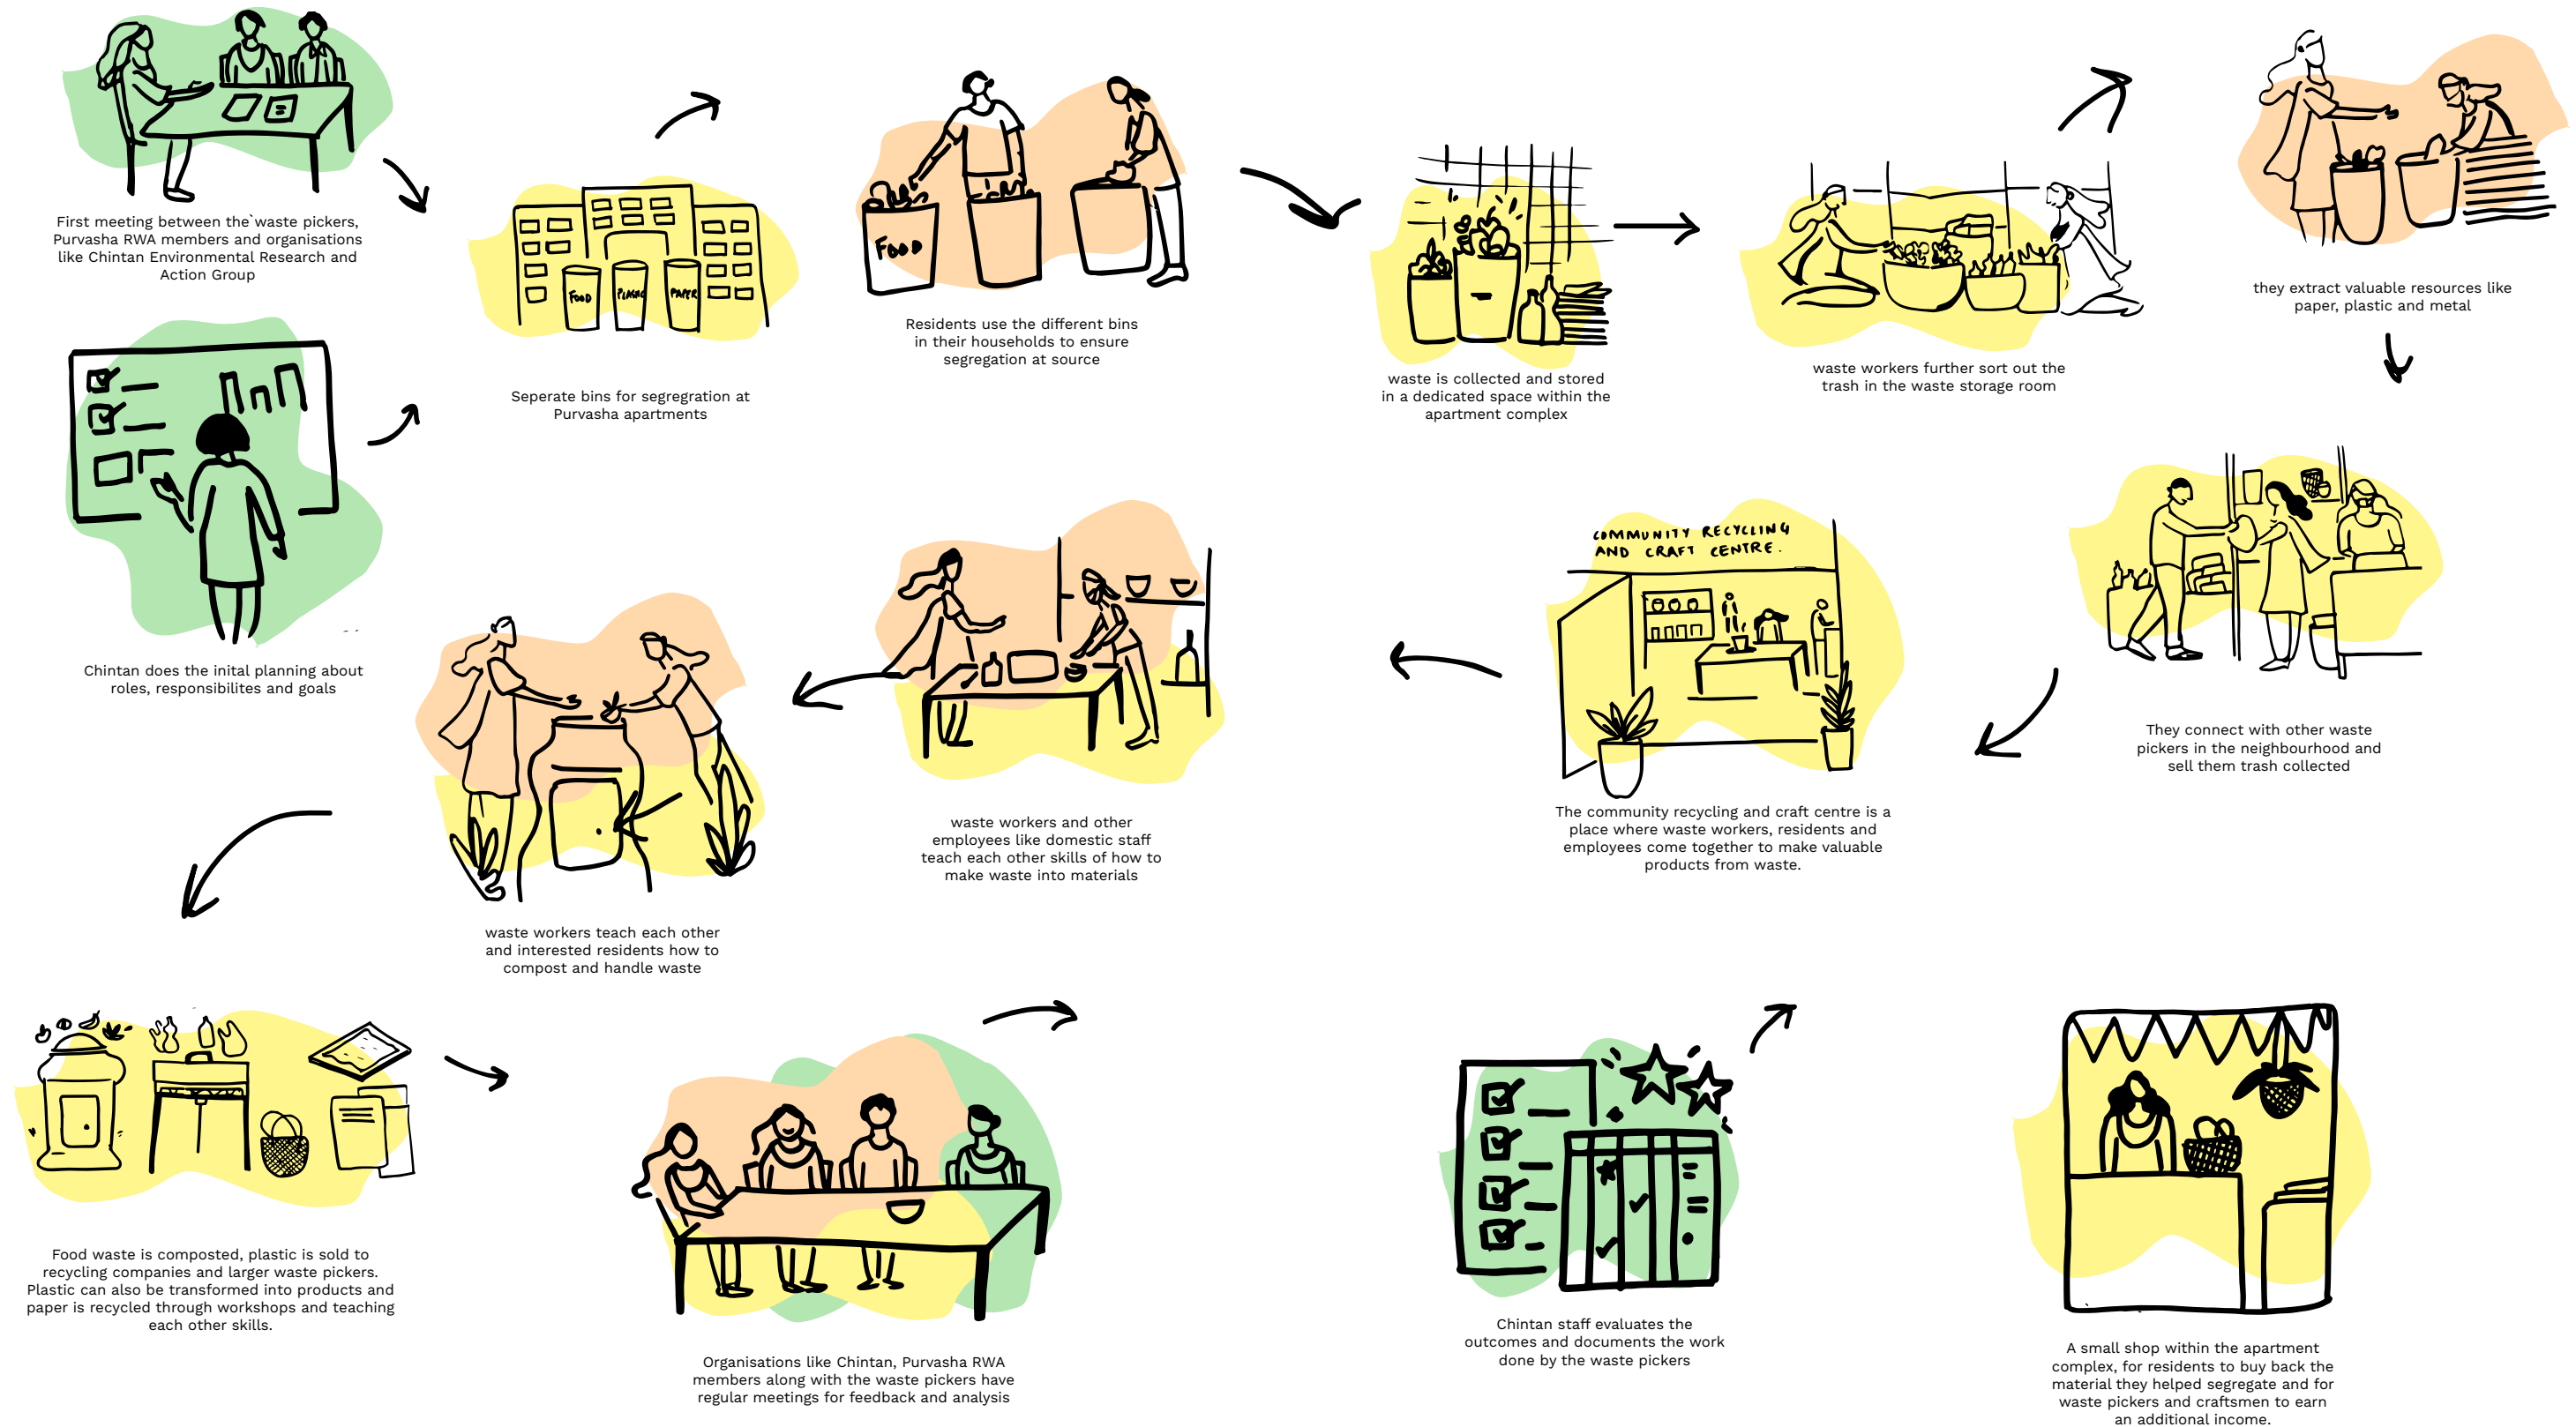 First meeting between the waste pickers,
Purvasha RWA members and organisations
like Chintan Environmental Research and
Action Group
Chintan does the inital planning about
roles, responsibilites and goals
FOOD
PLASTIC
PAPER
Seperate bins for segregration at
Purvasha apartments
FOOD
Residents use the different bins
in their households to ensure
segregation at source
waste is collected and stored
in a dedicated space within the
apartment complex
waste workers further sort out the
trash in the waste storage room
they extract valuable resources like
paper, plastic and metal
They connect with other waste
pickers in the neighbourhood and
sell them trash collected
COMMUNITY RECYCLING
AND CRAFT CENTRE.
The community recycling and craft centre is a
place where waste workers, residents and
employees come together to make valuable
products from waste.
waste workers and other
employees like domestic staff
teach each other skills of how to
make waste into materials
waste workers teach each other
and interested residents how to
compost and handle waste
Food waste is composted, plastic is sold to
recycling companies and larger waste pickers.
Plastic can also be transformed into products and
paper is recycled through workshops and teaching
each other skills.
Organisations like Chintan, Purvasha RWA
members along with the waste pickers have
regular meetings for feedback and analysis
Chintan staff evaluates the
outcomes and documents the work
done by the waste pickers
A small shop within the apartment
complex, for residents to buy back the
material they helped segregate and for
waste pickers and craftsmen to earn
an additional income.